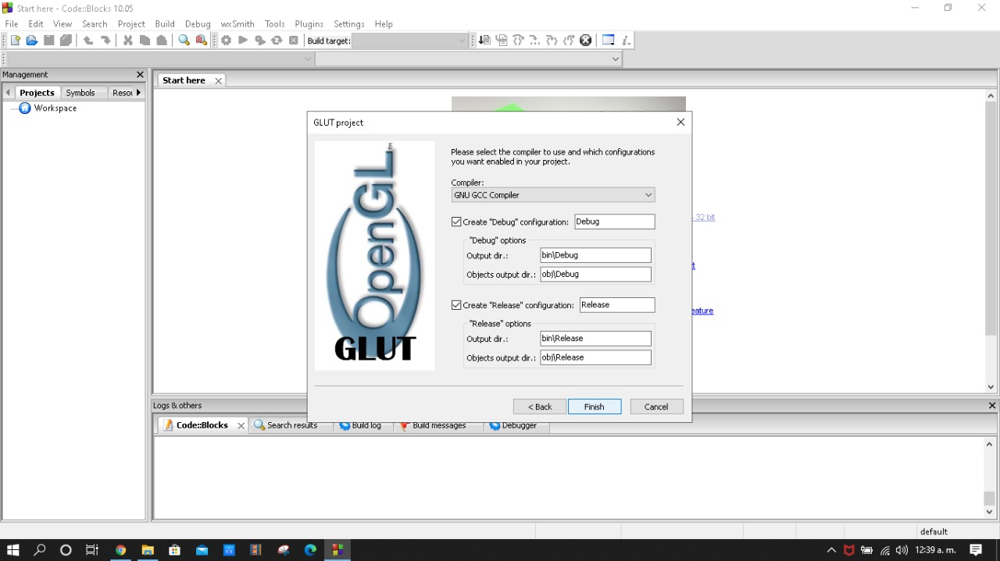 Start here - Code::Blocks 10.05
File Edit View Search Project Build Debug wxSmith Tools Plugins Settings Help
Build target:
Management
Start here
Projects Symbols Resou
Workspace
GLUT project
Please select the compiler to use and which configurations
you want enabled in your project.
Compiler:
GNU GCC Compiler
Create "Debug" configuration: Debug
"Debug" options
Output dir.: bin\Debug
Objects output dir.: obj\Debug
Create "Release" configuration: Release
"Release" options
Output dir.: bin\Release
Objects output dir.: obj\Release
OpenGL
GLUT
- 32 bit
eature
< Back Finish Cancel
Logs & others
Code::Blocks Search results Build log Build messages Debugger
default
12:39 a. m.